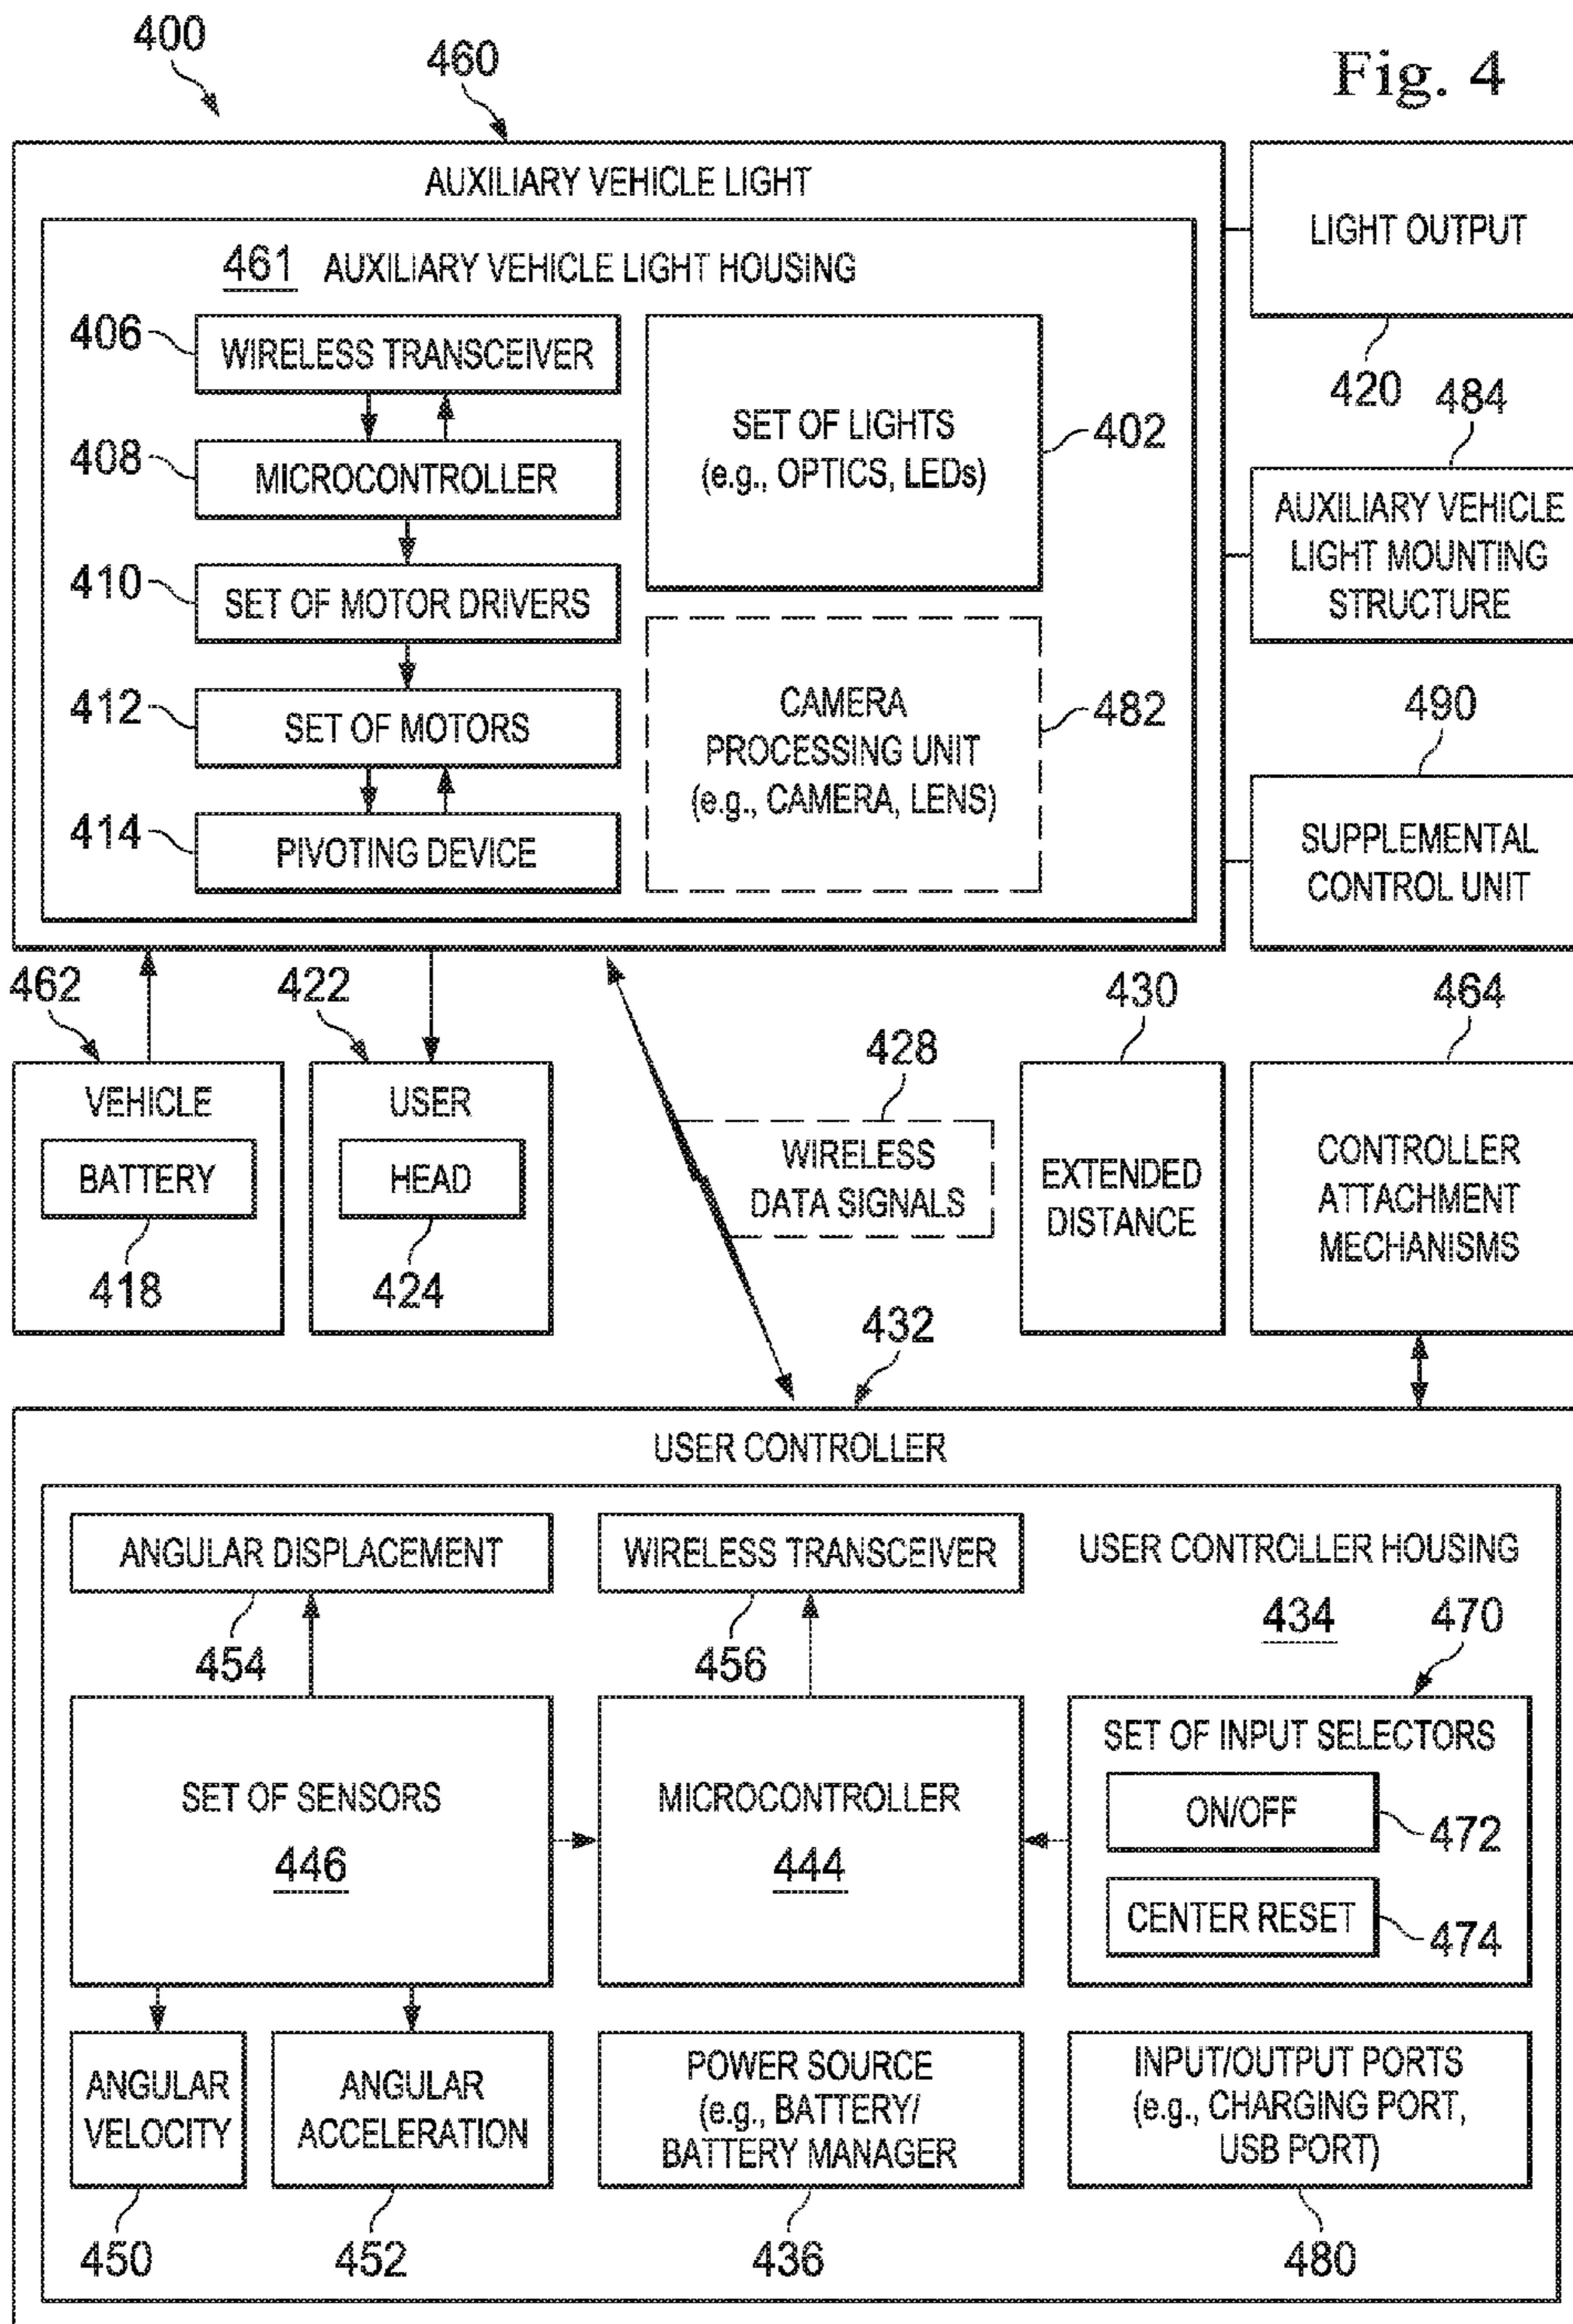 400
460
Fig. 4
AUXILIARY VEHICLE LIGHT
461 AUXILIARY VEHICLE LIGHT HOUSING
406
WIRELESS TRANSCEIVER
408
MICROCONTROLLER
410
SET OF MOTOR DRIVERS
412
SET OF MOTORS
414
PIVOTING DEVICE
SET OF LIGHTS
(e.g., OPTICS, LEDs)
402
CAMERA
PROCESSING UNIT
(e.g., CAMERA, LENS)
482
LIGHT OUTPUT
420
484
AUXILIARY VEHICLE
LIGHT MOUNTING
STRUCTURE
490
SUPPLEMENTAL
CONTROL UNIT
462
VEHICLE
BATTERY
418
422
USER
HEAD
424
428
WIRELESS
DATA SIGNALS
430
EXTENDED
DISTANCE
464
CONTROLLER
ATTACHMENT
MECHANISMS
432
USER CONTROLLER
ANGULAR DISPLACEMENT
454
WIRELESS TRANSCEIVER
456
USER CONTROLLER HOUSING
434
470
SET OF SENSORS
446
MICROCONTROLLER
444
SET OF INPUT SELECTORS
ON/OFF
472
CENTER RESET
474
ANGULAR
VELOCITY
450
ANGULAR
ACCELERATION
452
POWER SOURCE
(e.g., BATTERY/
BATTERY MANAGER
436
INPUT/OUTPUT PORTS
(e.g., CHARGING PORT,
USB PORT)
480